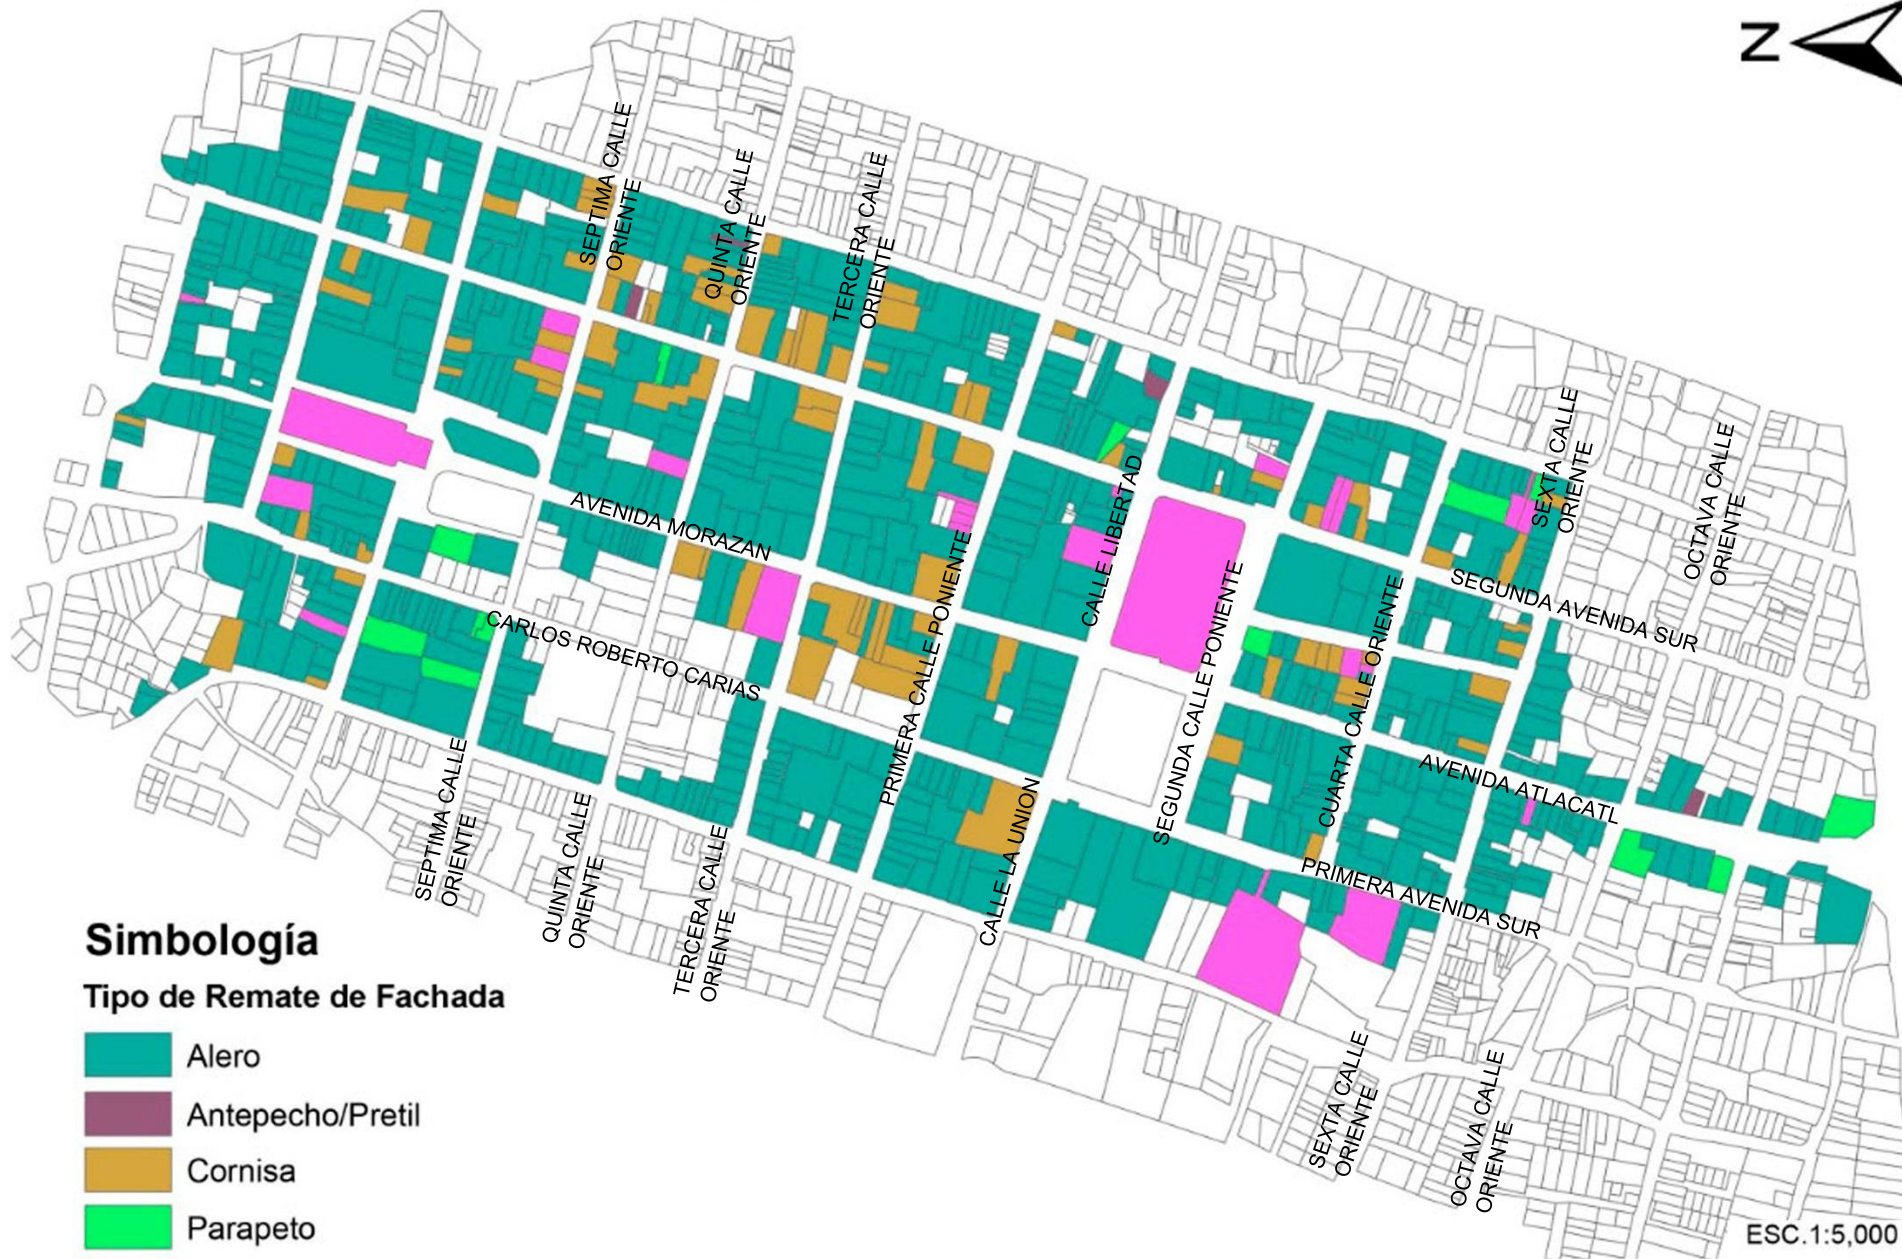 Z
SEPTIMA CALLE
ORIENTE
QUINTA CALLE
ORIENTE
TERCERA CALLE
ORIENTE
SEXTA CALLE
ORIENTE
OCTAVA CALLE
ORIENTE
CALLE LIBERTAD
AVENIDA MORAZAN
PRIMERA CALLE PONIENTE
SEGUNDA CALLE PONIENTE
CUARTA CALLE ORIENTE
SEGUNDA AVENIDA SUR
CARLOS ROBERTO CARIAS
AVENIDA ATLACATL
PRIMERA AVENIDA SUR
CALLE LA UNION
SEPTIMA CALLE
ORIENTE
QUINTA CALLE
ORIENTE
TERCERA CALLE
ORIENTE
SEXTA CALLE
ORIENTE
OCTAVA CALLE
ORIENTE
Simbología
Tipo de Remate de Fachada
Alero
Antepecho/Pretil
Cornisa
Parapeto
ESC.1:5,000